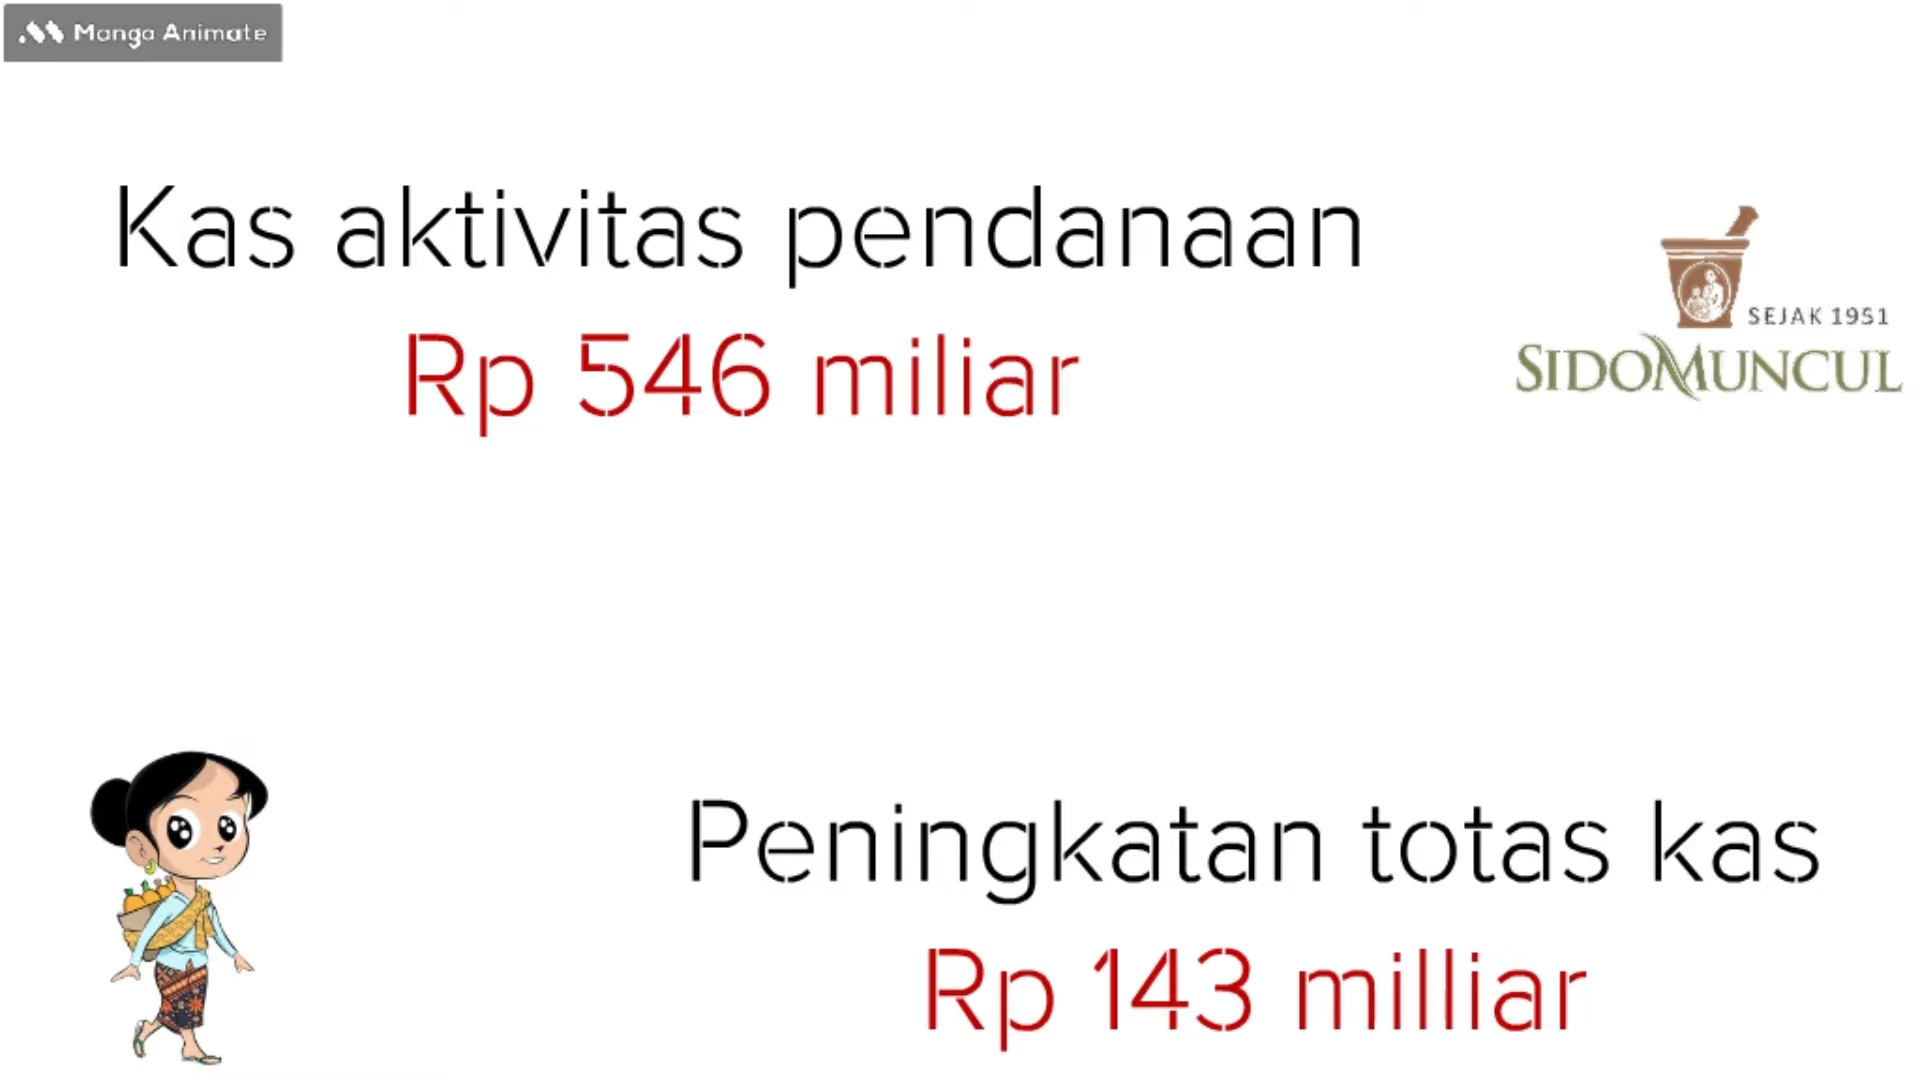 Manga Animate
Kas aktivitas pendanaan
Rp 546 miliar
SEJAK 1951
SIDOMUNCUL
Peningkatan totas kas
Rp 143 milliar